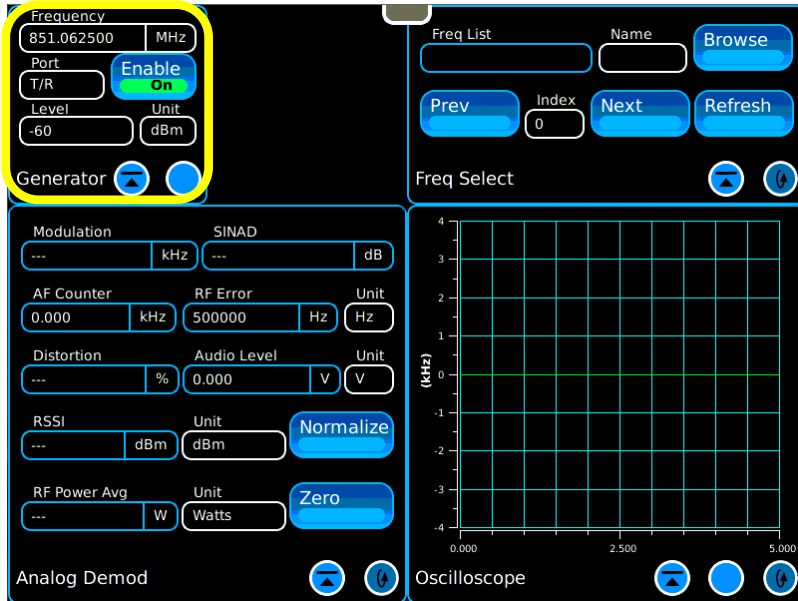 Frequency
851.062500 MHz
Port
T/R
Enable
On
Level Unit
-60 dBm
Generator
Freq List Name
Browse
Prev
Index
0
Next
Refresh
Freq Select
Modulation SINAD
--- kHz --- dB
AF Counter RF Error Unit
0.000 kHz 500000 Hz Hz
Distortion Audio Level Unit
--- % 0.000 V V
RSSI Unit
--- dBm dBm
Normalize
RF Power Avg Unit
--- W Watts
Zero
Analog Demod
4
3
2
1
0
-1
-2
-3
-4
(kHz)
0.000 2.500 5.000
Oscilloscope